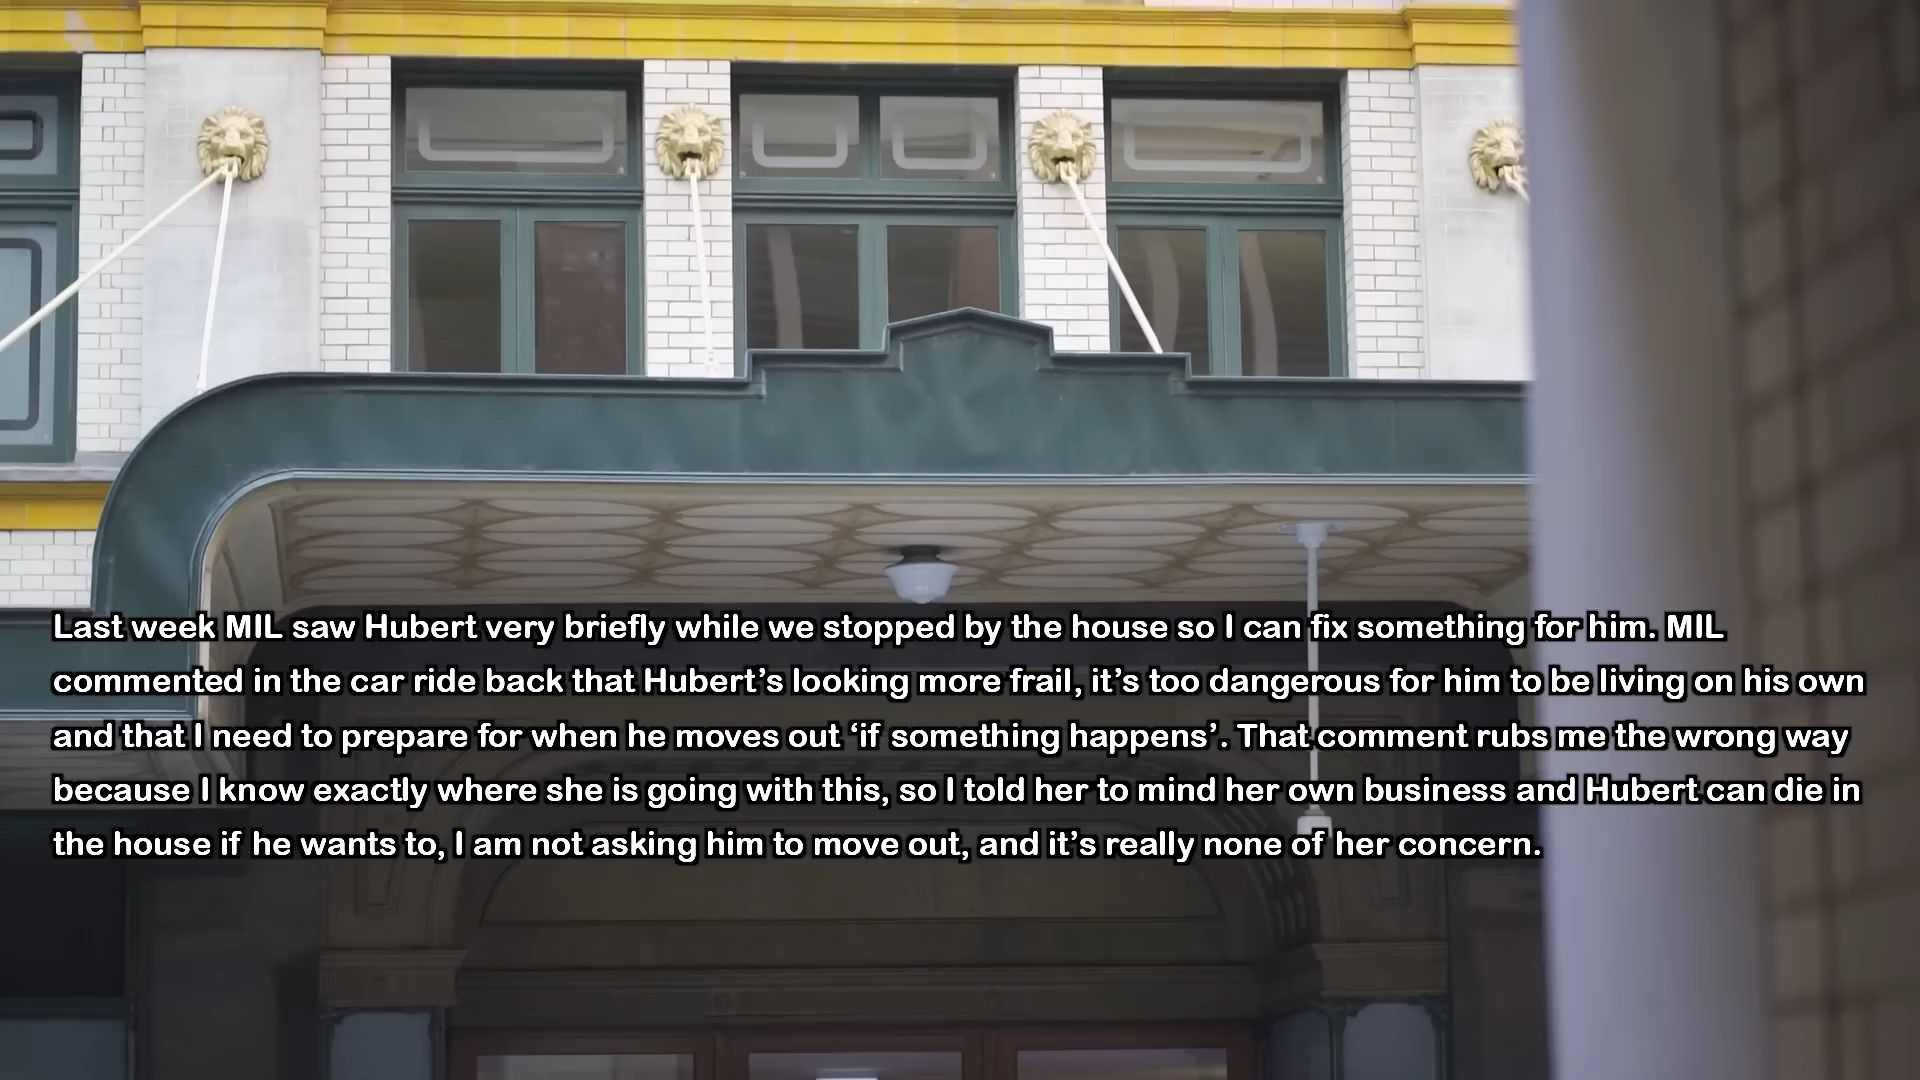 Last week MIL saw Hubert very briefly while we stopped by the house so I can fix something for him. MIL
commented in the car ride back that Hubert’s looking more frail, it’s too dangerous for him to be living on his own
and that I need to prepare for when he moves out ‘if something happens’. That comment rubs me the wrong way
because I know exactly where she is going with this, so I told her to mind her own business and Hubert can die in
the house if he wants to, I am not asking him to move out, and it’s really none of her concern.